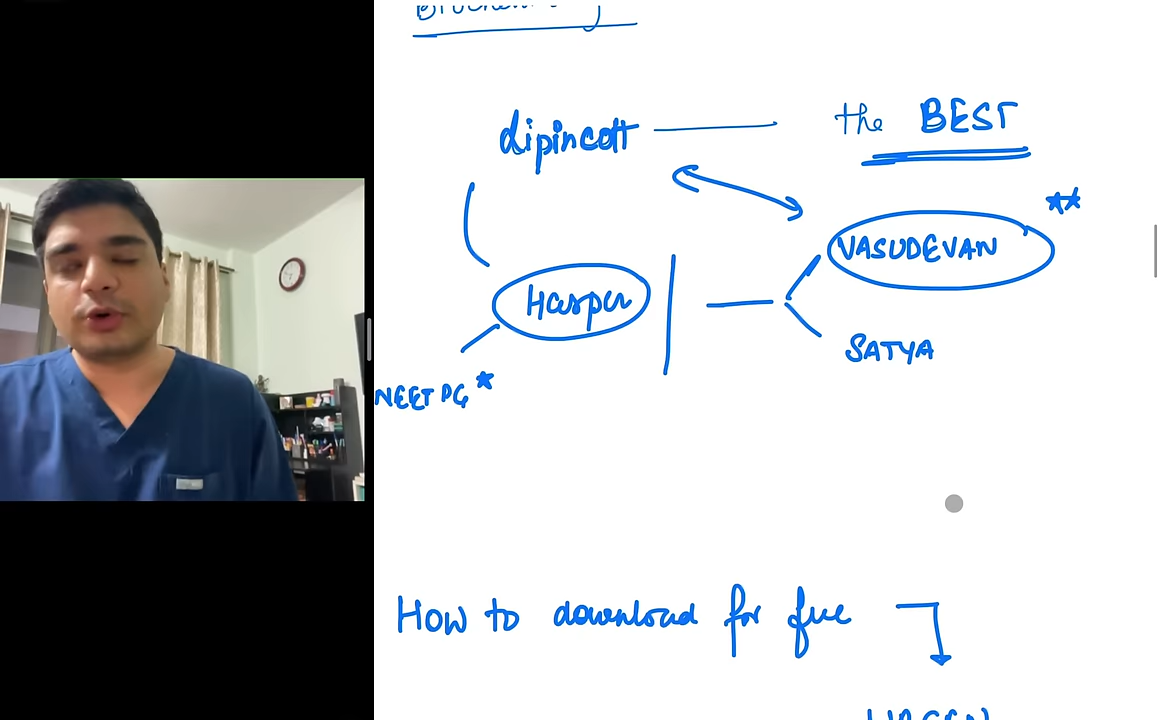 dipincott the BEST
VASUDEVAN **
Harper
SATYA
NEET PG *
How to download for free